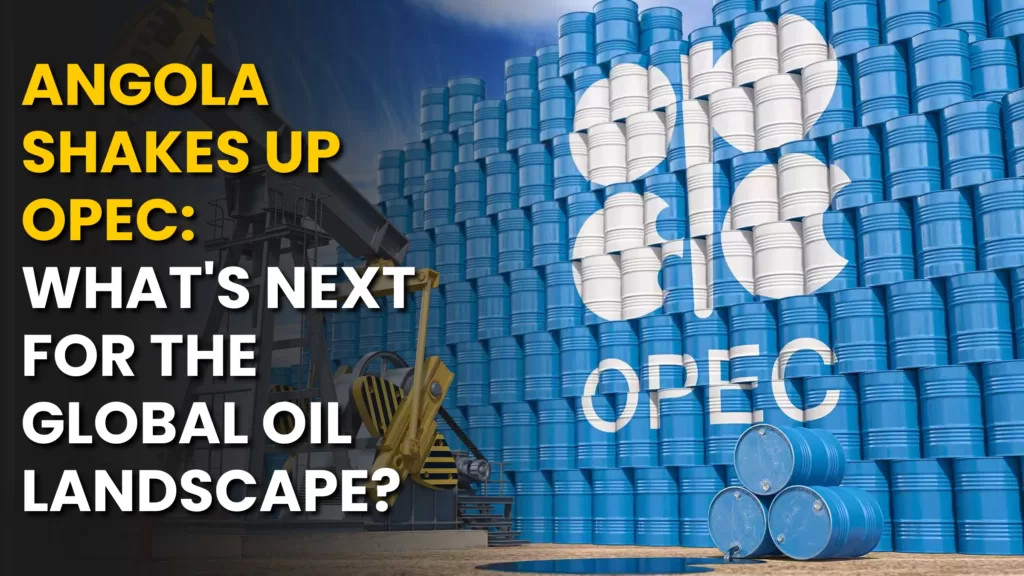 ANGOLA
SHAKES UP
OPEC:
WHAT'S NEXT
FOR THE
GLOBAL OIL
LANDSCAPE?
OPEC